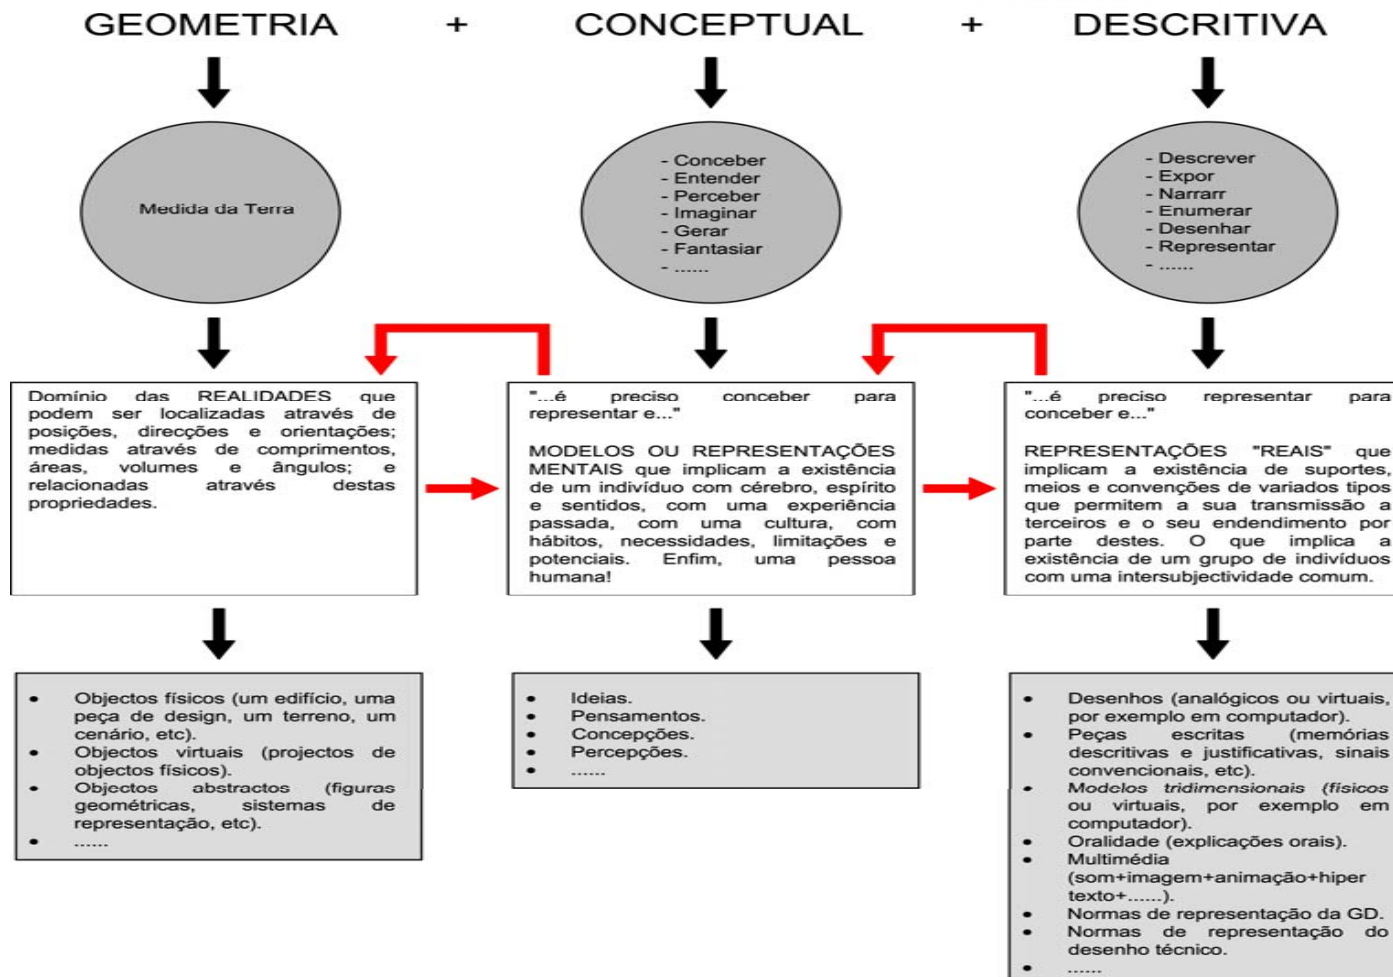 GEOMETRIA + CONCEPTUAL + DESCRITIVA
Medida da Terra
- Conceber
- Entender
- Perceber
- Imaginar
- Gerar
- Fantasiar
- ......
- Descrever
- Expor
- Narrarr
- Enumerar
- Desenhar
- Representar
- ......
Domínio das REALIDADES que
podem ser localizadas através de
posições, direcções e orientações;
medidas através de comprimentos,
áreas, volumes e ângulos; e
relacionadas através destas
propriedades.
"...é preciso conceber para
representar e..."
MODELOS OU REPRESENTAÇÕES
MENTAIS que implicam a existência
de um indivíduo com cérebro, espírito
e sentidos, com uma experiência
passada, com uma cultura, com
hábitos, necessidades, limitações e
potenciais. Enfim, uma pessoa
humana!
"...é preciso representar para
conceber e..."
REPRESENTAÇÕES "REAIS" que
implicam a existência de suportes,
meios e convenções de variados tipos
que permitem a sua transmissão a
terceiros e o seu endendimento por
parte destes. O que implica a
existência de um grupo de indivíduos
com uma intersubjectividade comum.
• Objectos físicos (um edifício, uma
peça de design, um terreno, um
cenário, etc).
• Objectos virtuais (projectos de
objectos físicos).
• Objectos abstractos (figuras
geométricas, sistemas de
representação, etc).
• ......
• Ideias.
• Pensamentos.
• Concepções.
• Percepções.
• ......
• Desenhos (analógicos ou virtuais,
por exemplo em computador).
• Peças escritas (memórias
descritivas e justificativas, sinais
convencionais, etc).
• Modelos tridimensionais (físicos
ou virtuais, por exemplo em
computador).
• Oralidade (explicações orais).
• Multimédia
(som+imagem+animação+hiper
texto+......).
• Normas de representação da GD.
• Normas de representação do
desenho técnico.
• ......